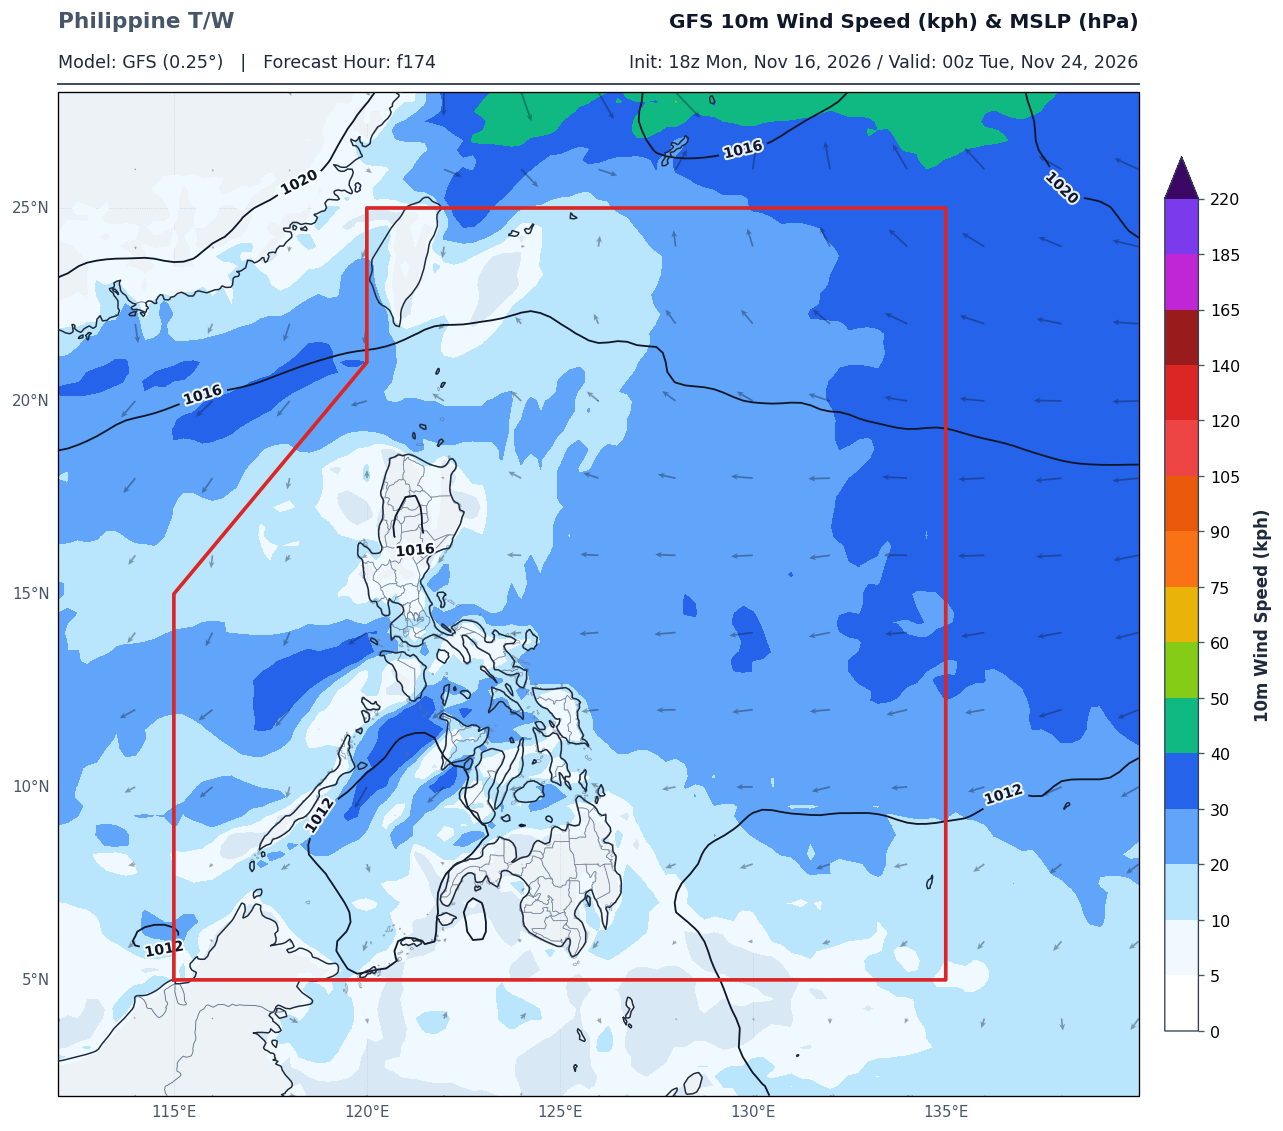 Philippine T/W
GFS 10m Wind Speed (kph) & MSLP (hPa)
Model: GFS (0.25°)   |   Forecast Hour: f174
Init: 18z Mon, Nov 16, 2026 / Valid: 00z Tue, Nov 24, 2026
1016
1020
1020
1016
1016
1012
1012
1012
25°N
20°N
15°N
10°N
5°N
115°E
120°E
125°E
130°E
135°E
220
185
165
140
120
105
90
75
60
50
40
30
20
10
5
0
10m Wind Speed (kph)